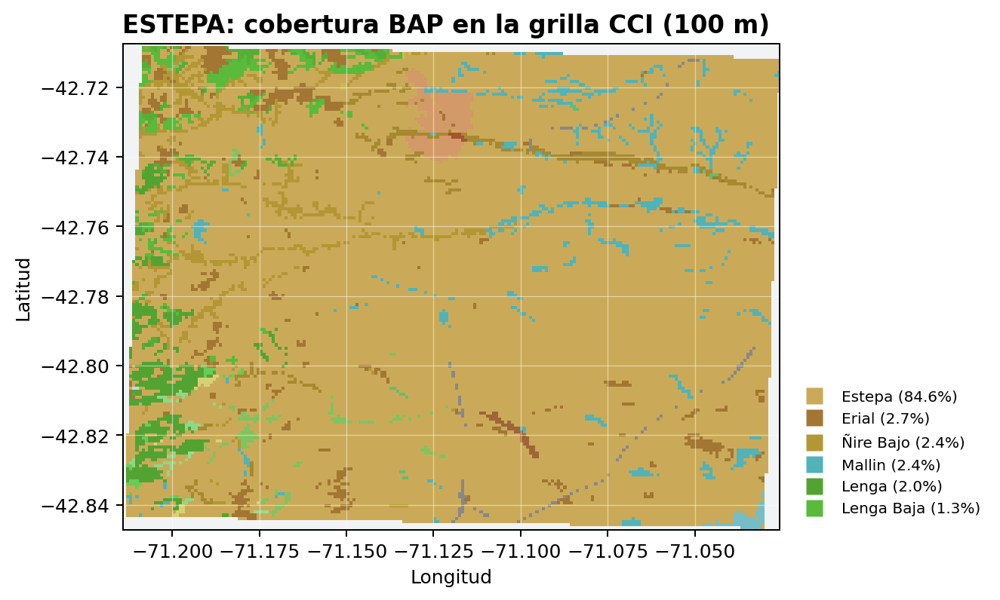 ESTEPA: cobertura BAP en la grilla CCI (100 m)
Latitud
−42.72
−42.74
−42.76
−42.78
−42.80
−42.82
−42.84
−71.200 −71.175 −71.150 −71.125 −71.100 −71.075 −71.050
Longitud
Estepa (84.6%)
Erial (2.7%)
Ñire Bajo (2.4%)
Mallin (2.4%)
Lenga (2.0%)
Lenga Baja (1.3%)